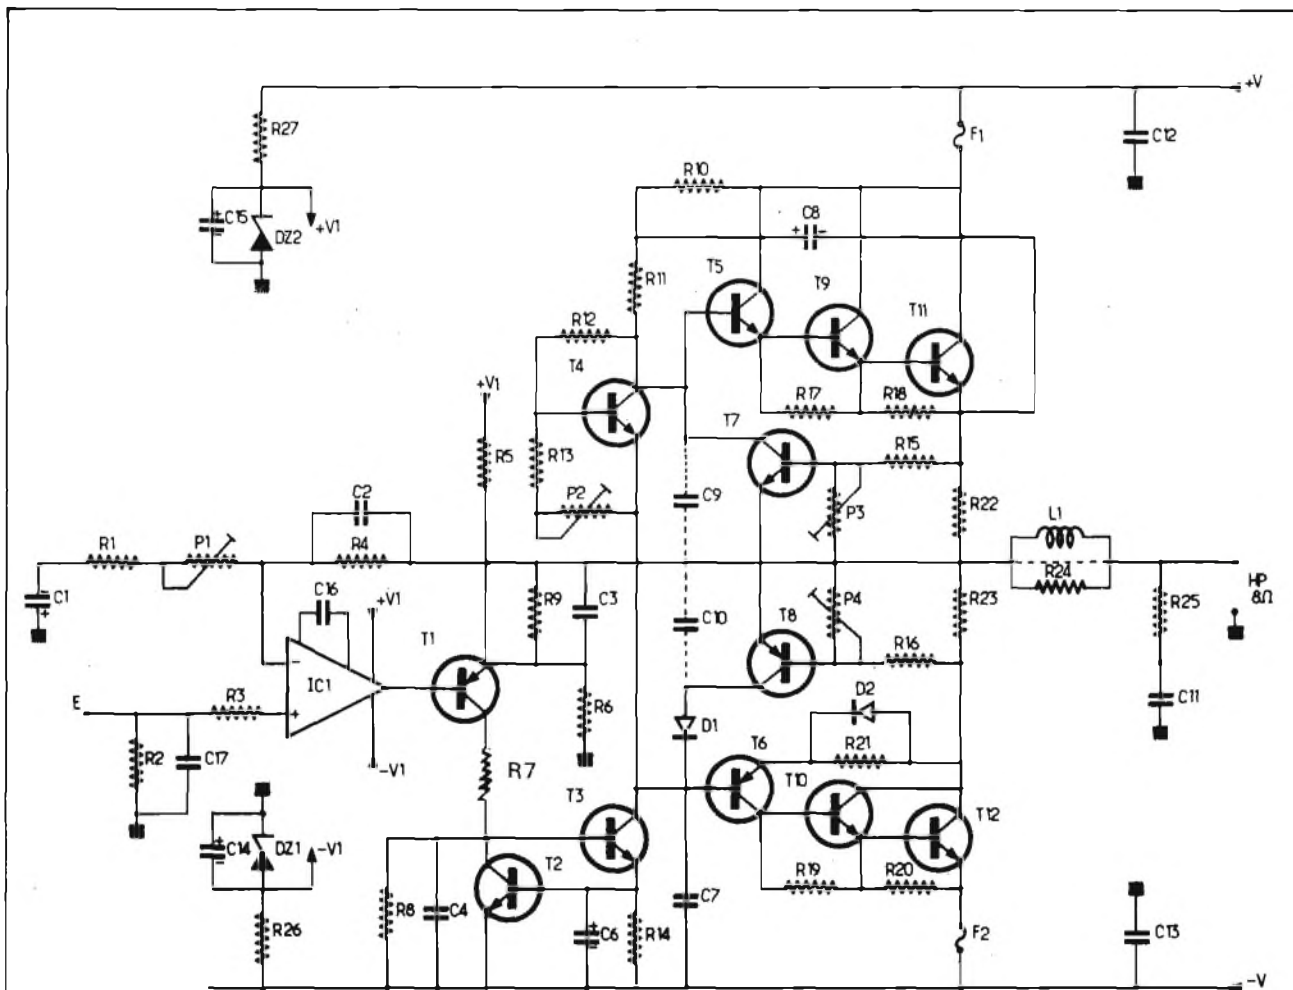 +V
R27
F1
C12
R10
C15
+V1
DZ2
C8
R11
T5
T9
T11
R12
T4
+V1
R17
R18
T7
R5
R13
R15
P2
C9
C2
P3
R22
L1
R1
P1
R4
R24
HP
8Ω
C1
C16
+V1
R9
C3
C10
P4
R23
R25
T1
T8
R16
IC1
E
R3
R6
D2
C11
D1
R2
C17
T6
R21
-V1
R7
T10
T3
T12
C14
DZ1
-V1
T2
R19
R20
R8
C4
C7
R26
C6
R14
F2
C13
-V
-
+
+
-
+
-
-
+
+
-
+
-